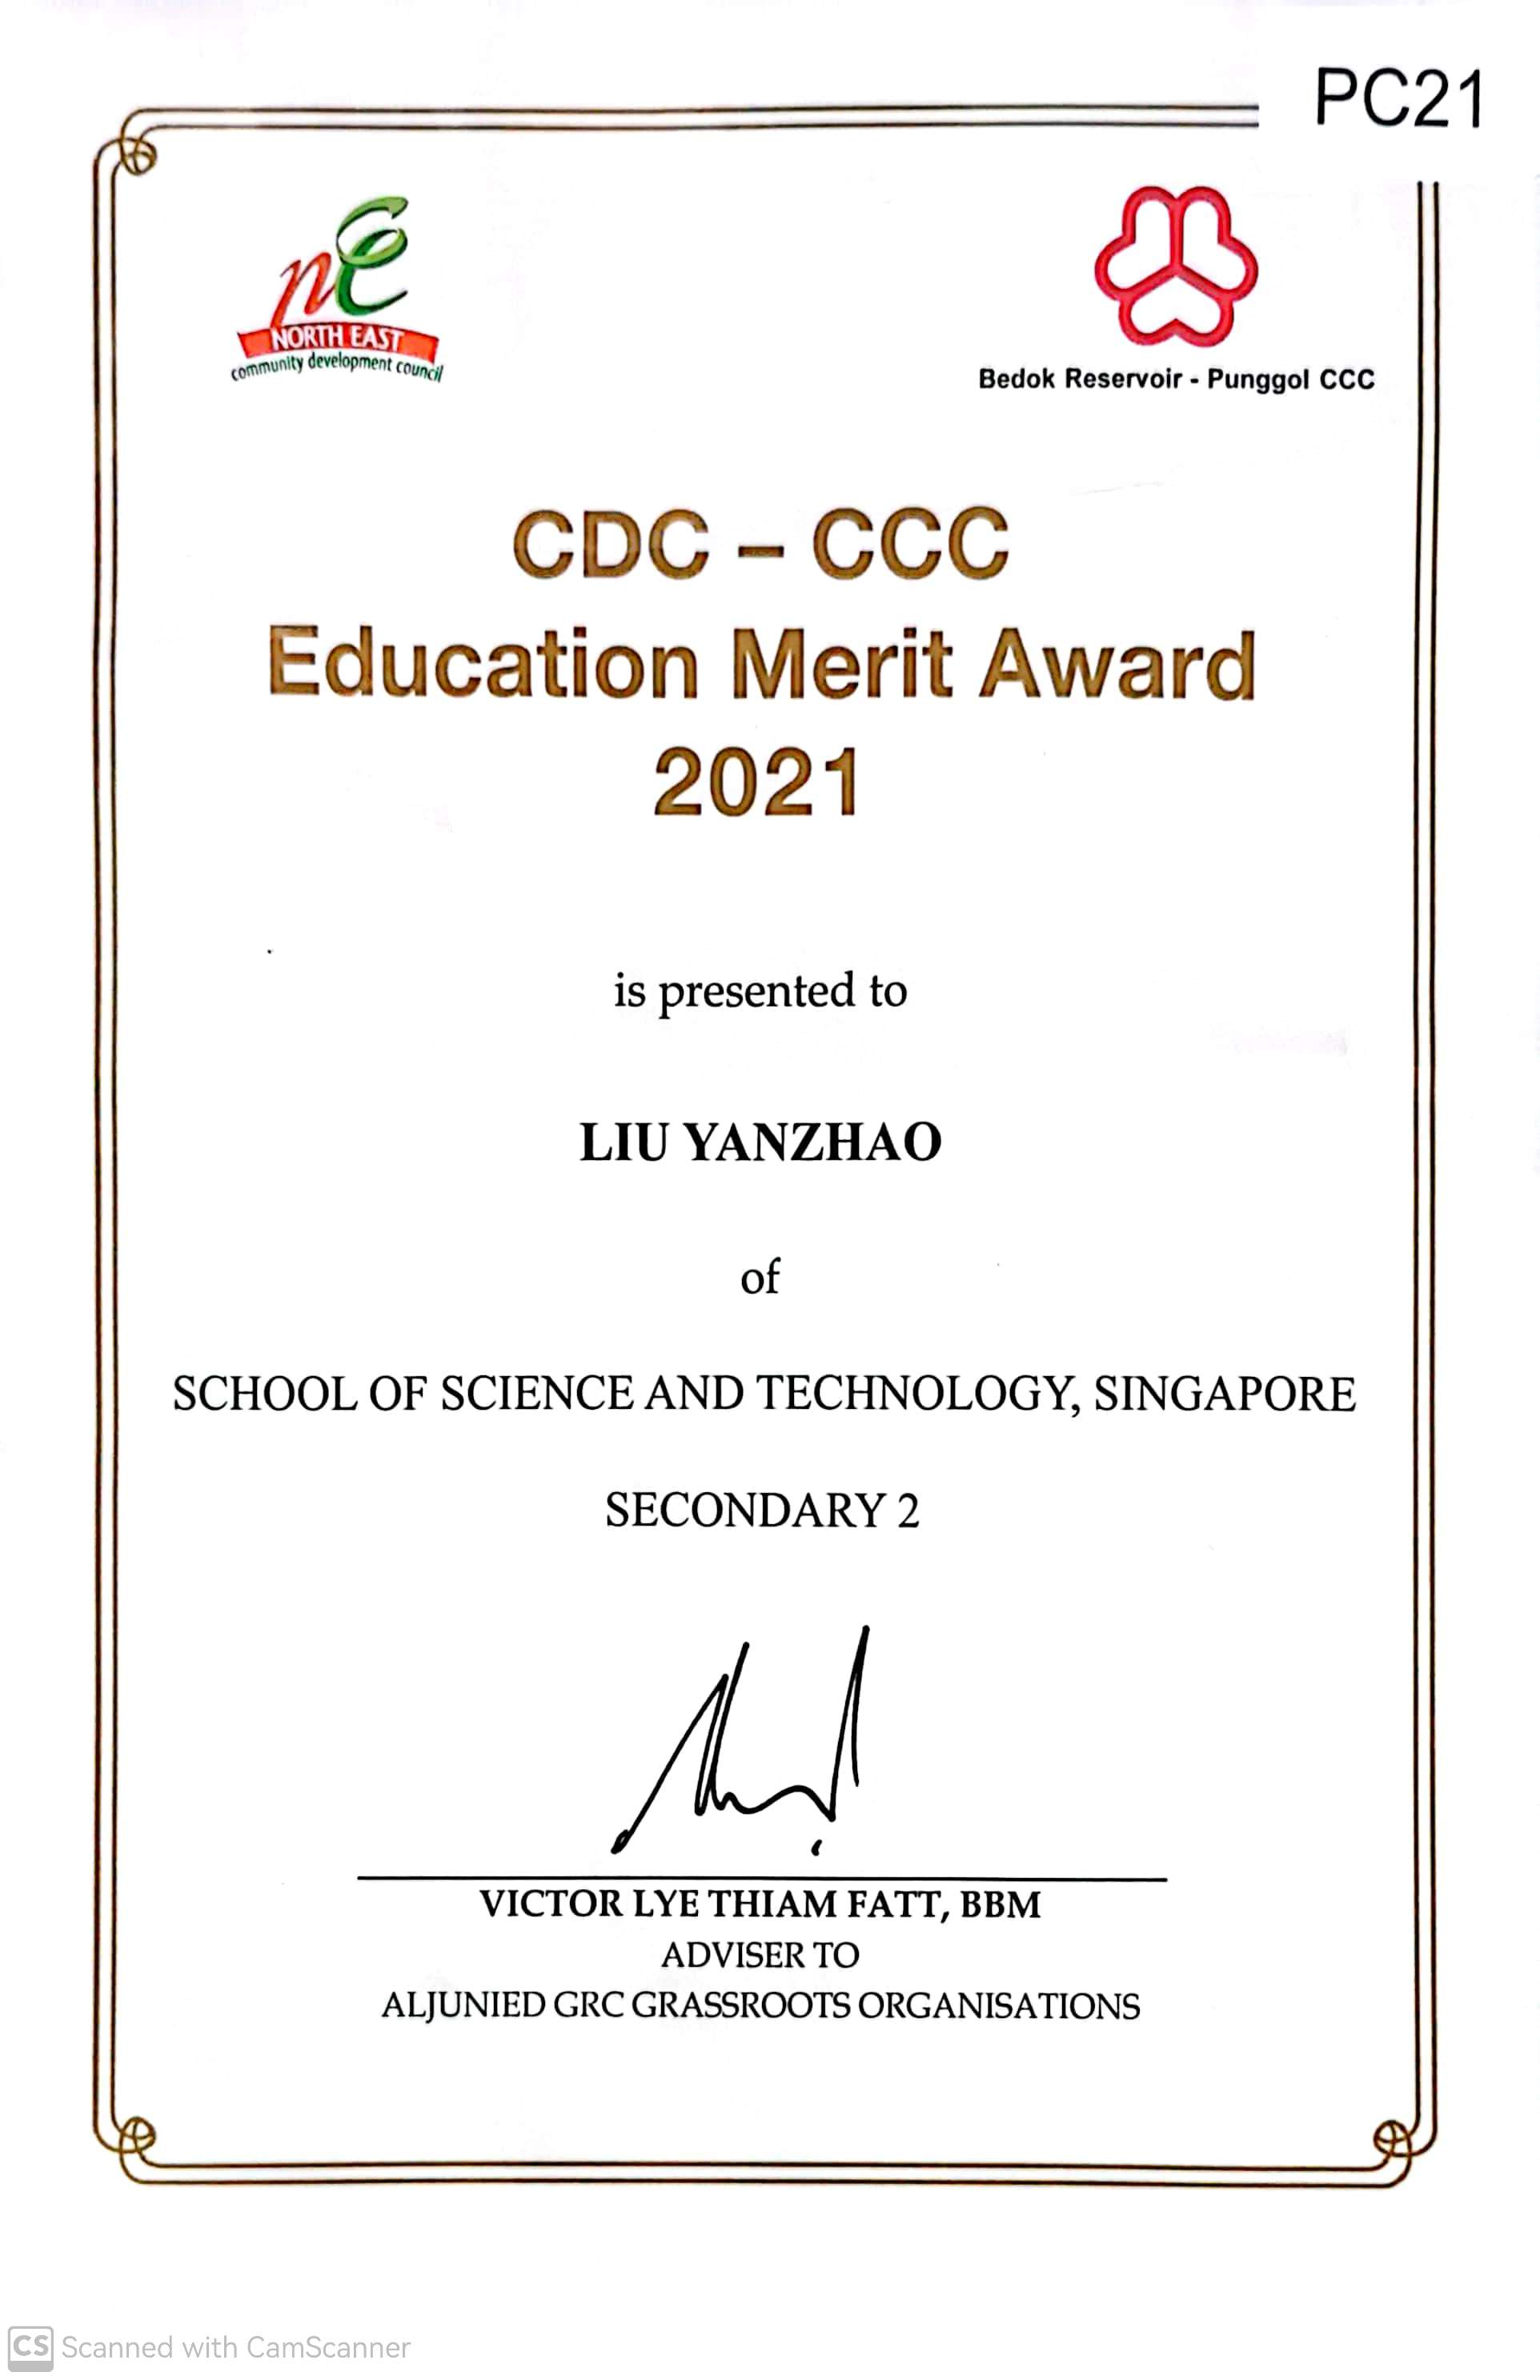 PC21
ne
NORTH EAST
community development council
Bedok Reservoir - Punggol CCC
CDC – CCC
Education Merit Award
2021
is presented to
LIU YANZHAO
of
SCHOOL OF SCIENCE AND TECHNOLOGY, SINGAPORE
SECONDARY 2
VICTOR LYE THIAM FATT, BBM
ADVISER TO
ALJUNIED GRC GRASSROOTS ORGANISATIONS
CS Scanned with CamScanner